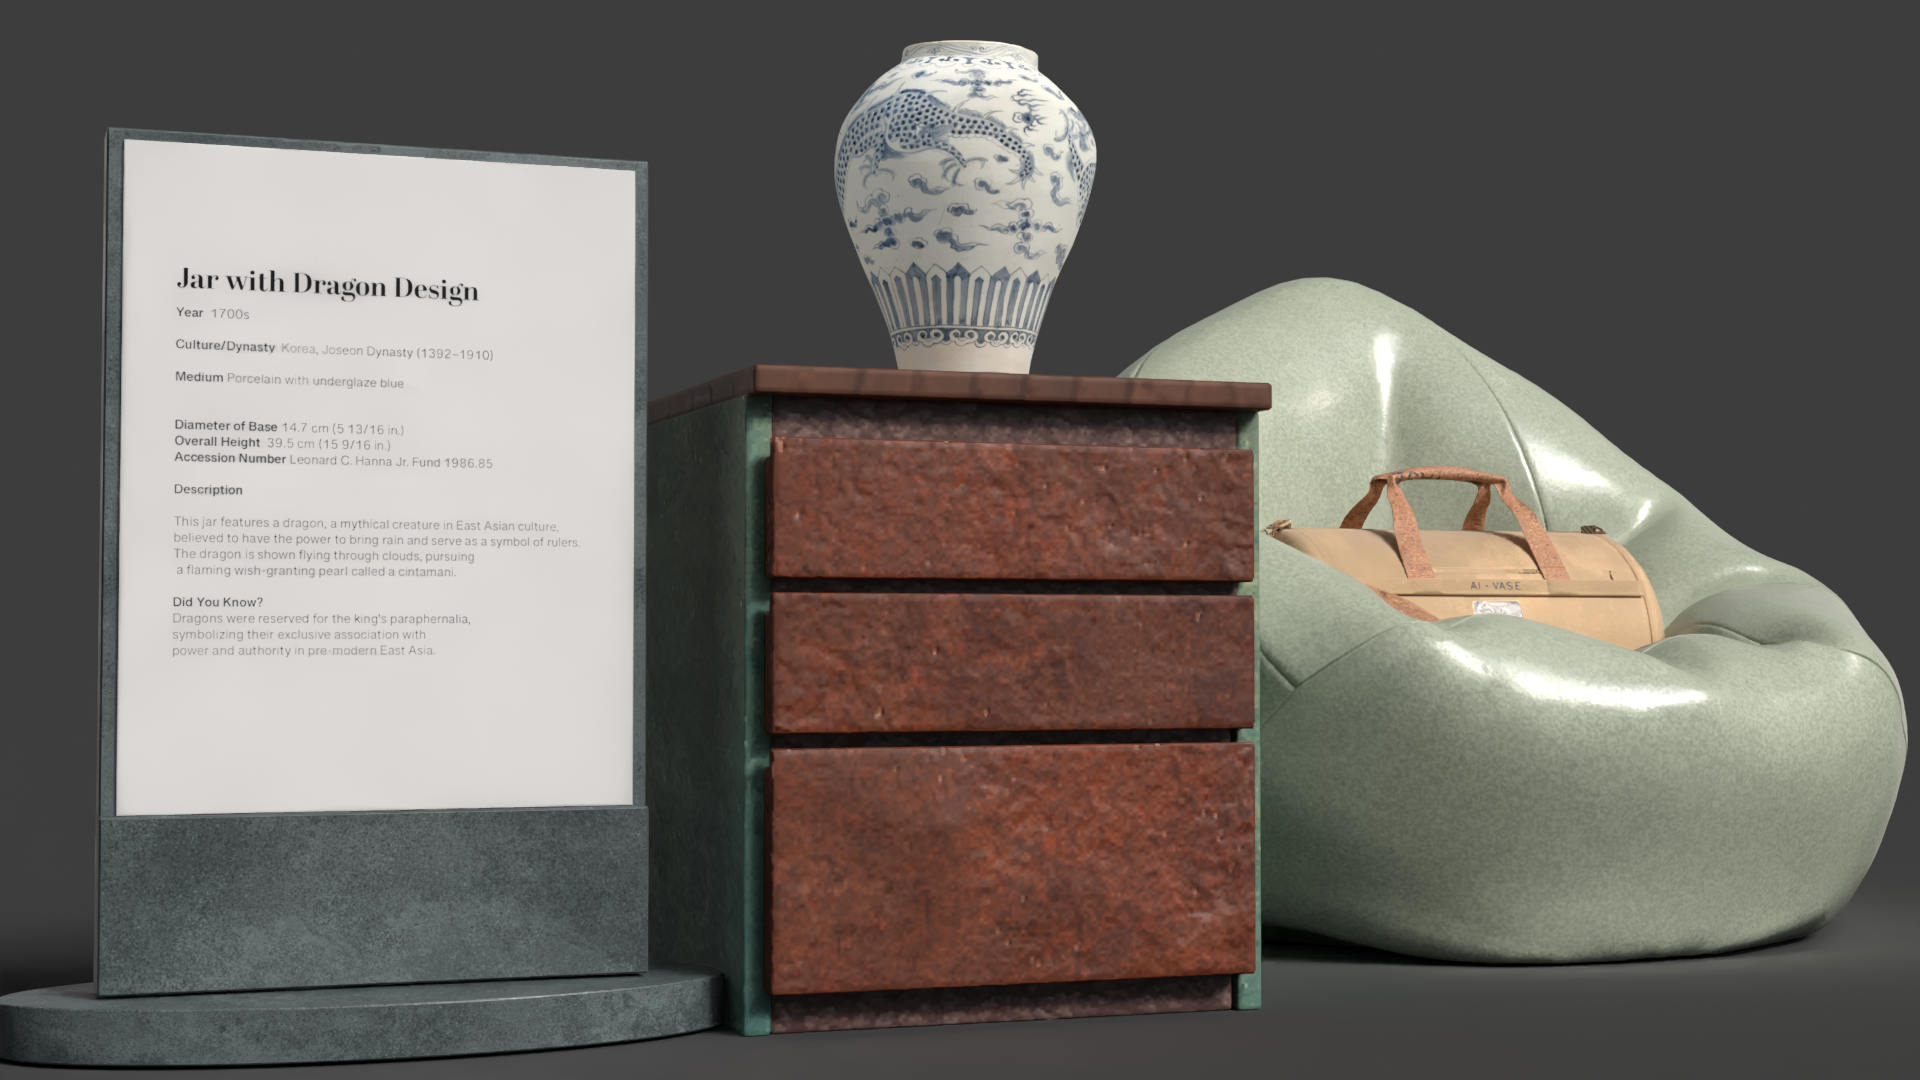 Jar with Dragon Design
Year 1700s
Culture/Dynasty Korea, Joseon Dynasty (1392–1910)
Medium Porcelain with underglaze blue
Diameter of Base 14.7 cm (5 13/16 in.)
Overall Height 39.5 cm (15 9/16 in.)
Accession Number Leonard C. Hanna Jr. Fund 1986.85
Description
This jar features a dragon, a mythical creature in East Asian culture,
believed to have the power to bring rain and serve as a symbol of rulers.
The dragon is shown flying through clouds, pursuing
a flaming wish-granting pearl called a cintamani.
Did You Know?
Dragons were reserved for the king's paraphernalia,
symbolizing their exclusive association with
power and authority in pre-modern East Asia.
AI - VASE